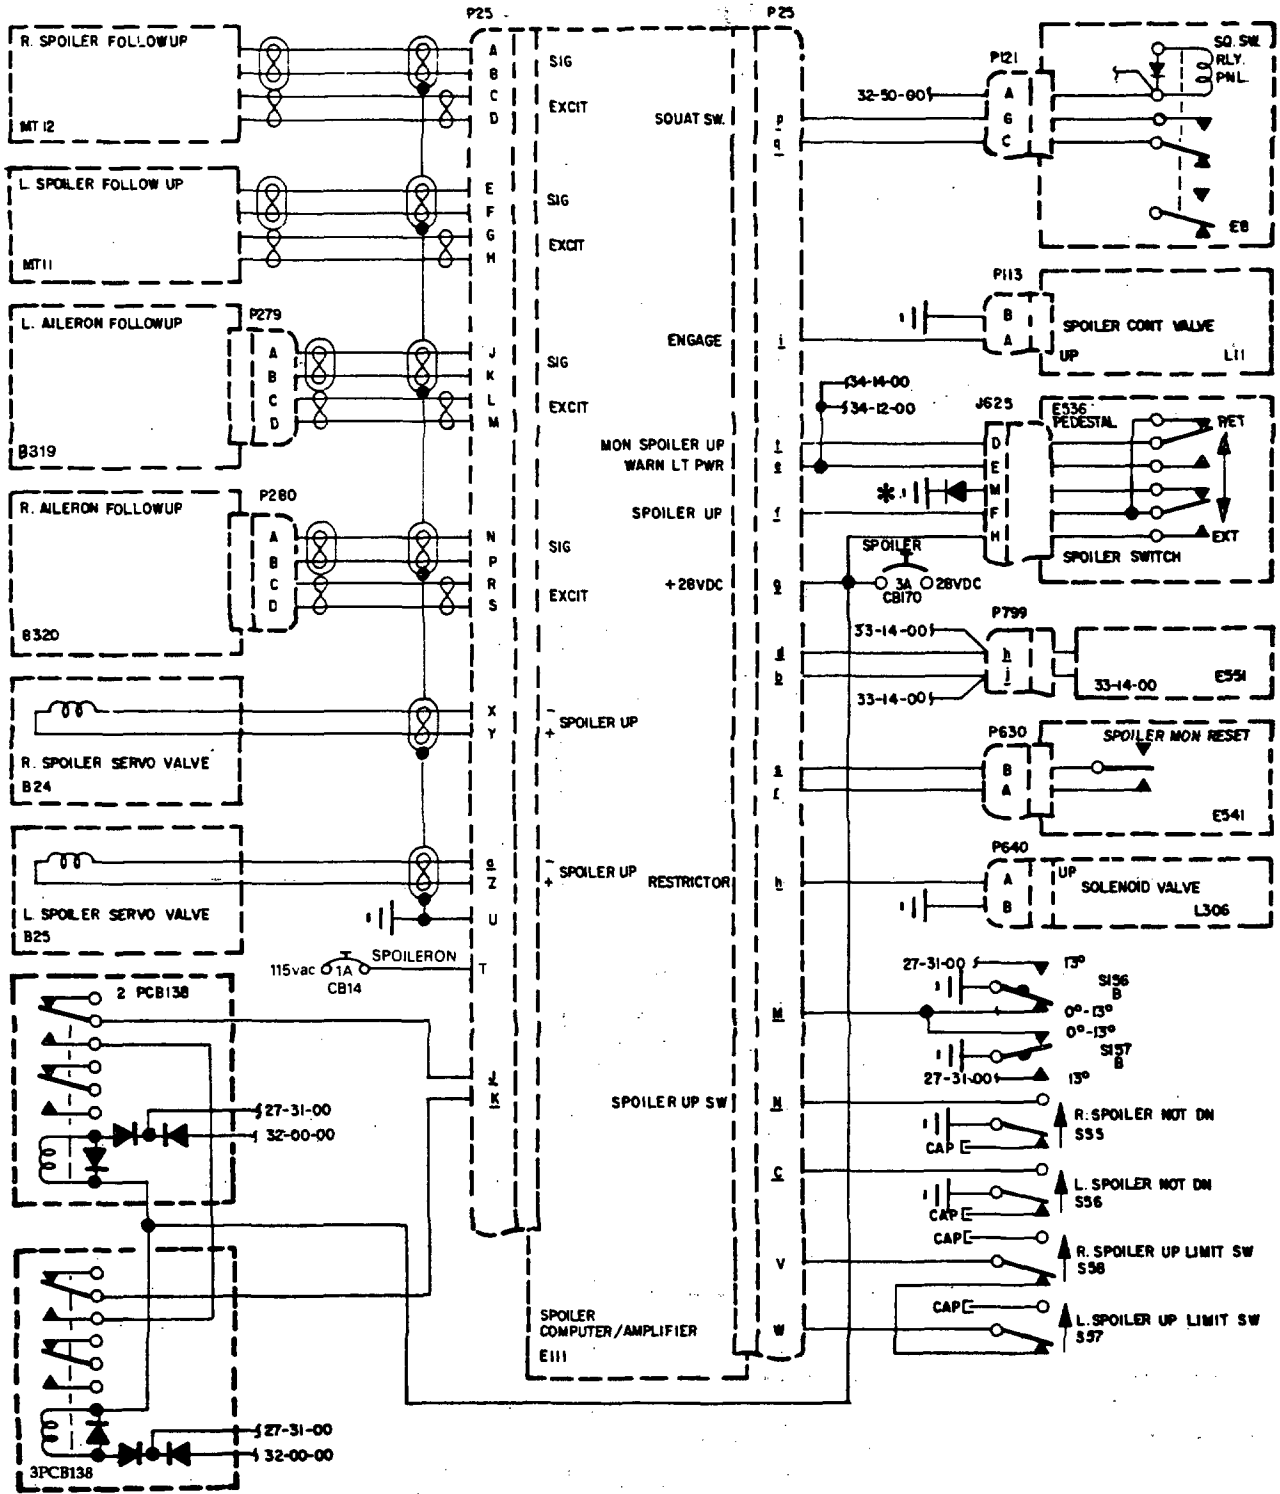 P25
P25
R. SPOILER FOLLOWUP
MT12
A
B
C
D
SIG
EXCIT
L SPOILER FOLLOW UP
MT11
E
F
G
H
SIG
EXCIT
L. AILERON FOLLOWUP
B319
P279
A
B
C
D
J
K
L
M
SIG
EXCIT
R. AILERON FOLLOWUP
B320
P280
A
B
C
D
N
P
R
S
SIG
EXCIT
R. SPOILER SERVO VALVE
B24
X
Y
-
+
SPOILER UP
L. SPOILER SERVO VALVE
B25
a
Z
-
+
SPOILER UP
U
115vac
1A
CB14
SPOILERON
T
2 PCB138
27-31-00
32-00-00
J
K
3PCB138
27-31-00
32-00-00
SPOILER
COMPUTER/AMPLIFIER
E111
SQUAT SW.
p
q
32-50-00
P121
A
G
C
SQ. SW.
RLY.
PNL.
E8
ENGAGE
i
P113
B
A
SPOILER CONT VALVE
UP
L11
34-14-00
34-12-00
MON SPOILER UP
WARN LT PWR
SPOILER UP
t
e
f
*
J625
D
E
M
F
H
E536
PEDESTAL
RET
EXT
SPOILER SWITCH
+28VDC
g
SPOILER
3A
28VDC
CB170
33-14-00
33-14-00
d
b
P799
h
j
33-14-00
E551
s
r
P630
B
A
SPOILER MON RESET
E541
RESTRICTOR
h
P640
A
B
UP
SOLENOID VALVE
L306
M
27-31-00
13°
S156
B
0°-13°
0°-13°
S157
B
27-31-00
13°
SPOILER UP SW
N
CAP
R. SPOILER NOT DN
S55
C
CAP
L. SPOILER NOT DN
S56
V
CAP
R. SPOILER UP LIMIT SW
S58
W
CAP
L. SPOILER UP LIMIT SW
S57